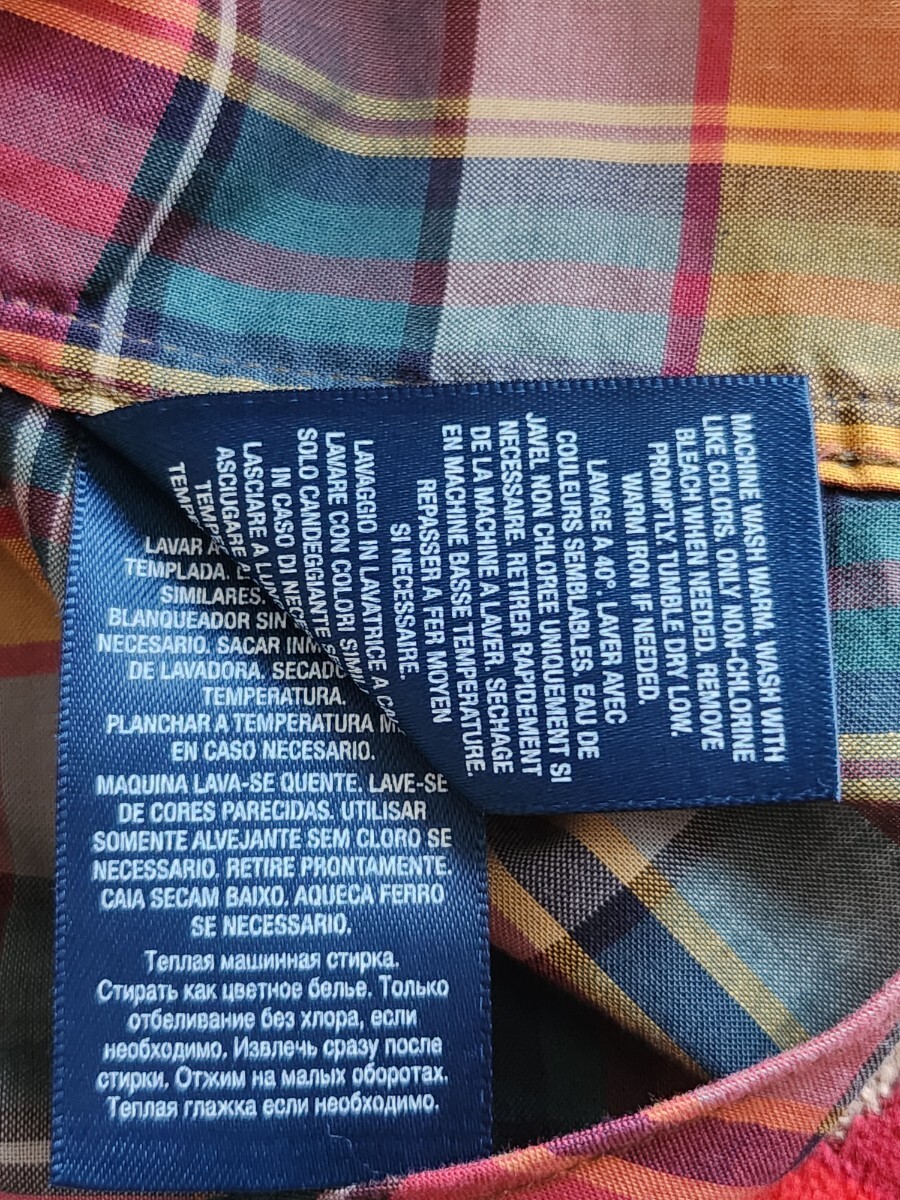 MACHINE WASH WARM. WASH WITH
LIKE COLORS. ONLY NON-CHLORINE
BLEACH WHEN NEEDED. REMOVE
PROMPTLY. TUMBLE DRY LOW.
WARM IRON IF NEEDED.
LAVAGE A 40°. LAVER AVEC
COULEURS SEMBLABLES. EAU DE
JAVEL NON CHLOREE UNIQUEMENT SI
NECESSAIRE. RETIRER RAPIDEMENT
DE LA MACHINE A LAVER. SECHAGE
EN MACHINE BASSE TEMPERATURE.
REPASSER A FER MOYEN
SI NECESSAIRE.
LAVAGGIO IN LAVATRICE A
LAVARE CON COLORI
SOLO CANDEGGIANTE
IN CASO DI
LASCIARE A
ASCIUGARE
LAVAR A
TEMPLADA.
SIMILARES.
BLANQUEADOR SIN
NECESARIO. SACAR
DE LAVADORA.
TEMPERATURA.
PLANCHAR A TEMPERATURA
EN CASO NECESARIO.
MAQUINA LAVA-SE QUENTE. LAVE-SE
DE CORES PARECIDAS. UTILISAR
SOMENTE ALVEJANTE SEM CLORO SE
NECESSARIO. RETIRE PRONTAMENTE.
CAIA SECAM BAIXO. AQUECA FERRO
SE NECESSARIO.
Теплая машинная стирка.
Стирать как цветное белье. Только
отбеливание без хлора, если
необходимо. Извлечь сразу после
стирки. Отжим на малых оборотах.
Теплая глажка если необходимо.